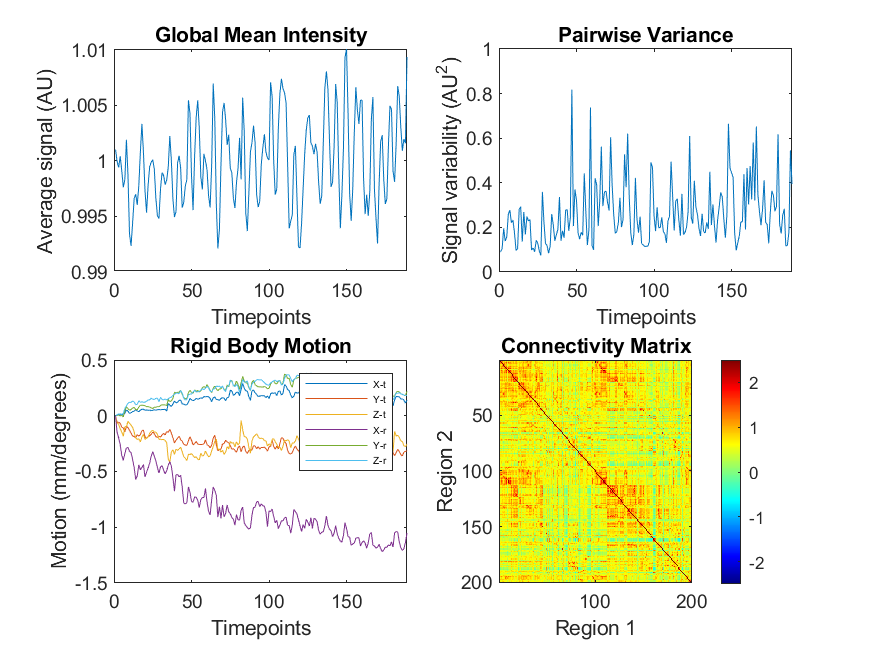 Global Mean Intensity
Average signal (AU)
1.01
1.005
1
0.995
0.99
0 50 100 150
Timepoints
Pairwise Variance
Signal variability (AU²)
1
0.8
0.6
0.4
0.2
0
0 50 100 150
Timepoints
Rigid Body Motion
Motion (mm/degrees)
0.5
0
-0.5
-1
-1.5
0 50 100 150
Timepoints
X-t
Y-t
Z-t
X-r
Y-r
Z-r
Connectivity Matrix
Region 2
50
100
150
200
100 200
Region 1
2
1
0
-1
-2